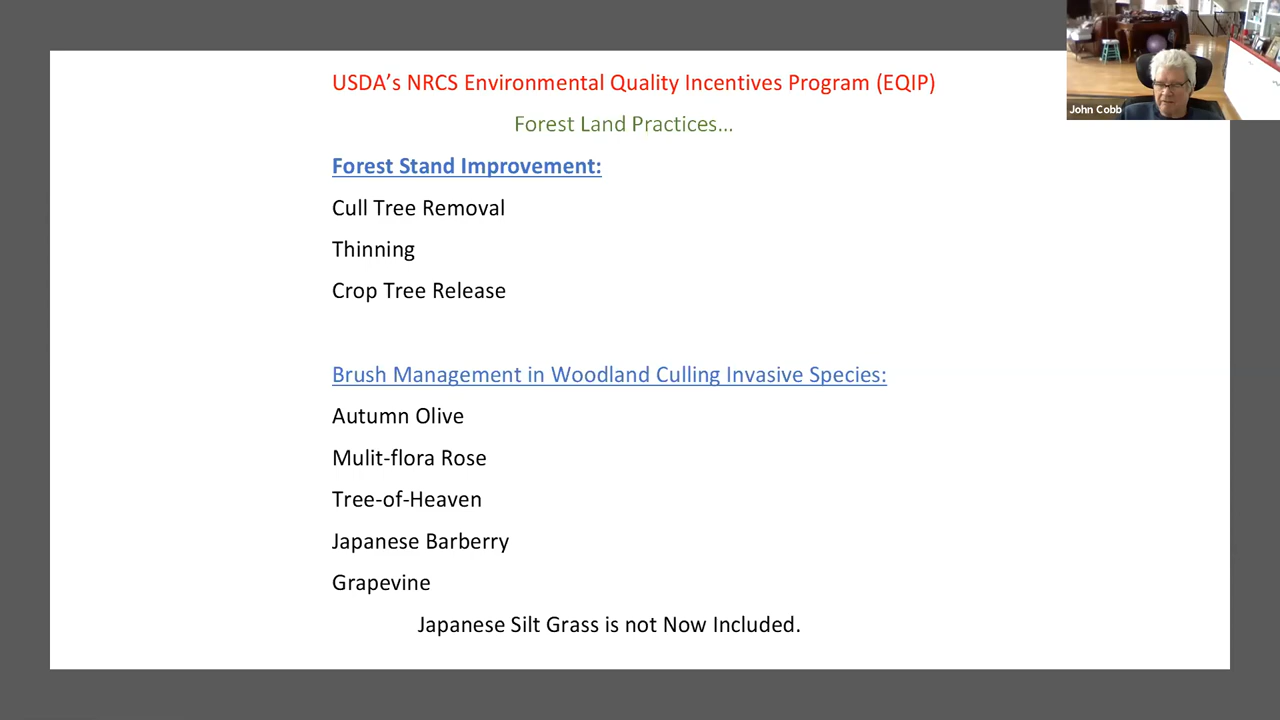 USDA’s NRCS Environmental Quality Incentives Program (EQIP)
Forest Land Practices...
Forest Stand Improvement:
Cull Tree Removal
Thinning
Crop Tree Release
Brush Management in Woodland Culling Invasive Species:
Autumn Olive
Mulit-flora Rose
Tree-of-Heaven
Japanese Barberry
Grapevine
Japanese Silt Grass is not Now Included.
John Cobb